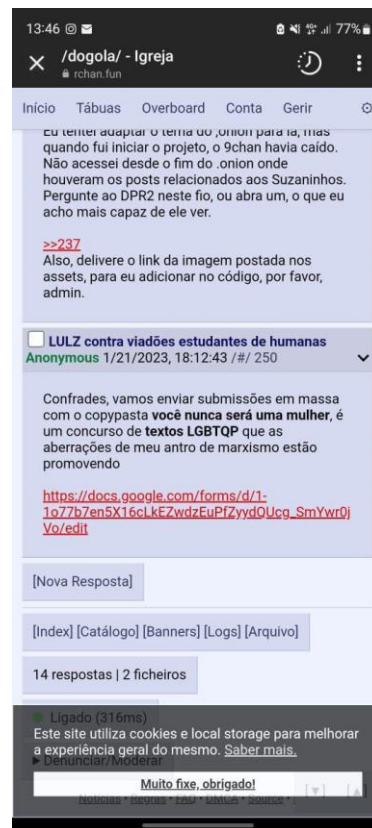 13:46 77%
/dogola/ - Igreja
rchan.fun
Início Tábuas Overboard Conta Gerir
Eu tentei adaptar o tema do .onion para lá, mas
quando fui iniciar o projeto, o 9chan havia caído.
Não acessei desde o fim do .onion onde
houveram os posts relacionados aos Suzaninhos.
Pergunte ao DPR2 neste fio, ou abra um, o que eu
acho mais capaz de ele ver.
>>237
Also, delivere o link da imagem postada nos
assets, para eu adicionar no código, por favor,
admin.
LULZ contra viadões estudantes de humanas
Anonymous 1/21/2023, 18:12:43 /#/ 250
Confrades, vamos enviar submissões em massa
com o copypasta você nunca será uma mulher, é
um concurso de textos LGBTQP que as
aberrações de meu antro de marxismo estão
promovendo
https://docs.google.com/forms/d/1-
1o77b7en5X16cLkEZwdzEuPfZyydQUcg_SmYwr0j
Vo/edit
[Nova Resposta]
[Index] [Catálogo] [Banners] [Logs] [Arquivo]
14 respostas | 2 ficheiros
Ligado (316ms)
Este site utiliza cookies e local storage para melhorar
a experiência geral do mesmo. Saber mais.
Denunciar/Moderar
Muito fixe, obrigado!
Notícias • Regras • FAQ • DMCA • Source •
[▼] [▲]